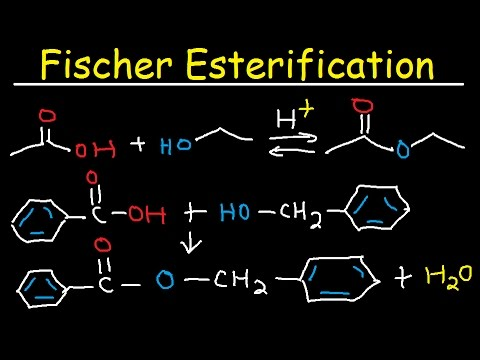 Fischer Esterification
O OH + HO H+ O O
O C OH + HO-CH2
O C O CH2 + H2O